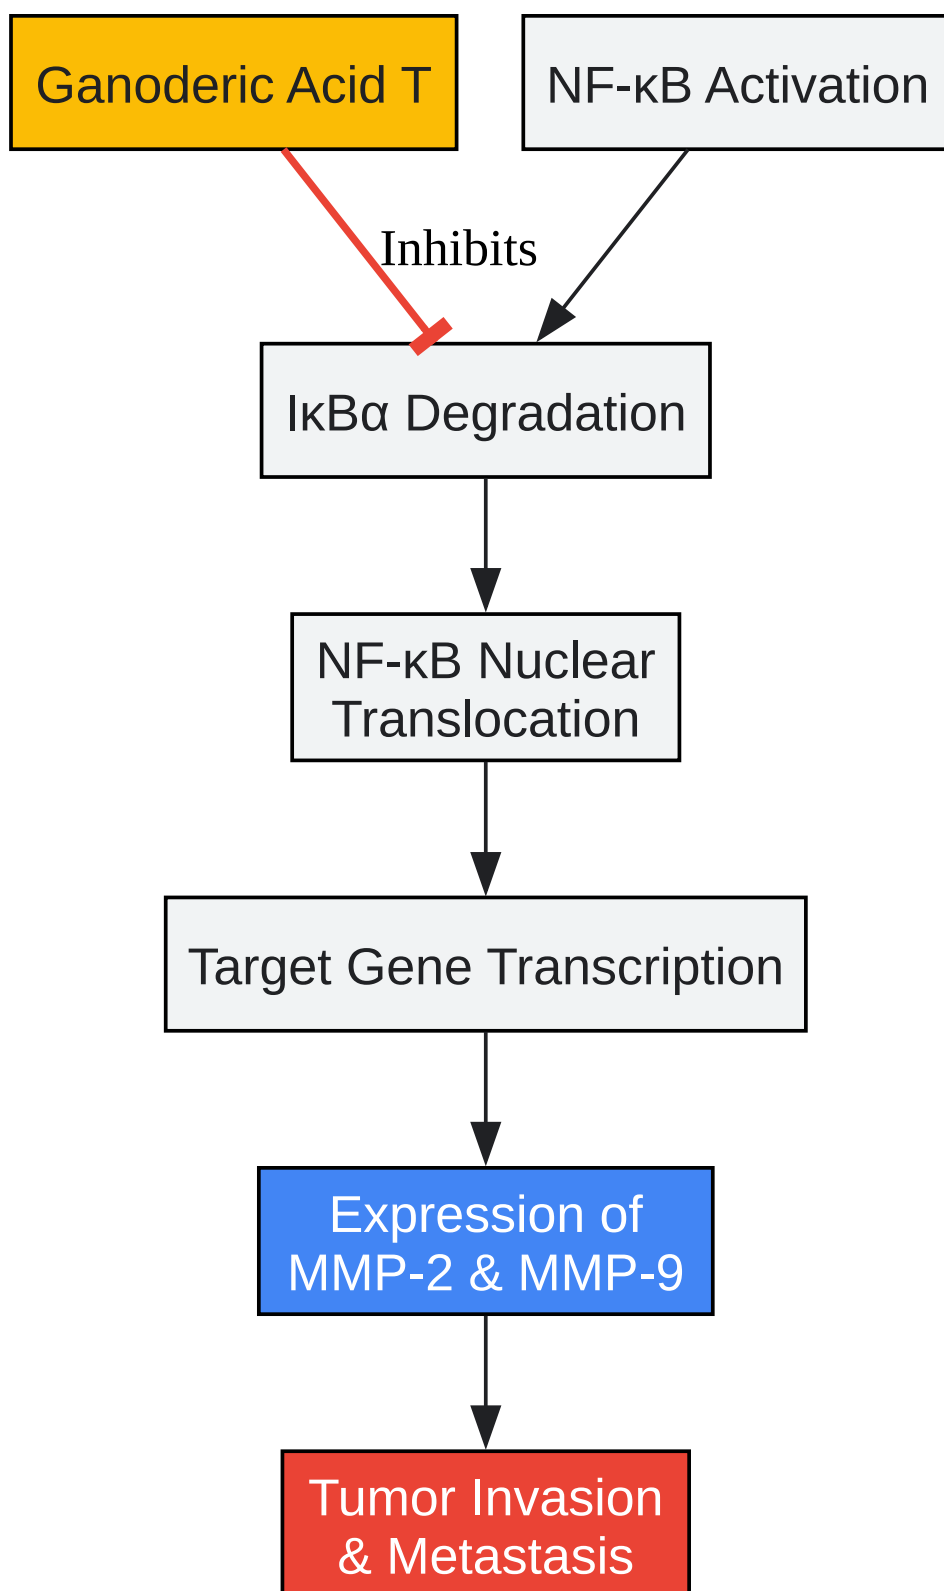 Ganoderic Acid T
NF-κB Activation
Inhibits
IκBα Degradation
NF-κB Nuclear
Translocation
Target Gene Transcription
Expression of
MMP-2 & MMP-9
Tumor Invasion
& Metastasis